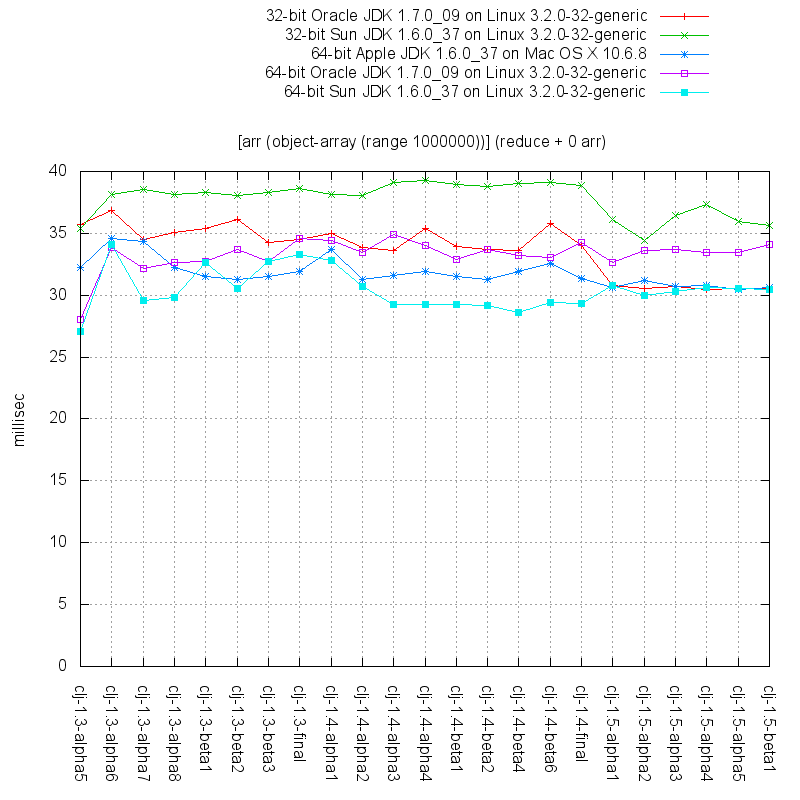 32-bit Oracle JDK 1.7.0_09 on Linux 3.2.0-32-generic
32-bit Sun JDK 1.6.0_37 on Linux 3.2.0-32-generic
64-bit Apple JDK 1.6.0_37 on Mac OS X 10.6.8
64-bit Oracle JDK 1.7.0_09 on Linux 3.2.0-32-generic
64-bit Sun JDK 1.6.0_37 on Linux 3.2.0-32-generic
[arr (object-array (range 1000000))] (reduce + 0 arr)
40
35
30
25
20
15
10
5
0
millisec
clj-1.3-alpha5
clj-1.3-alpha6
clj-1.3-alpha7
clj-1.3-alpha8
clj-1.3-beta1
clj-1.3-beta2
clj-1.3-beta3
clj-1.3-final
clj-1.4-alpha1
clj-1.4-alpha2
clj-1.4-alpha3
clj-1.4-alpha4
clj-1.4-beta1
clj-1.4-beta2
clj-1.4-beta4
clj-1.4-beta6
clj-1.4-final
clj-1.5-alpha1
clj-1.5-alpha2
clj-1.5-alpha3
clj-1.5-alpha4
clj-1.5-alpha5
clj-1.5-beta1